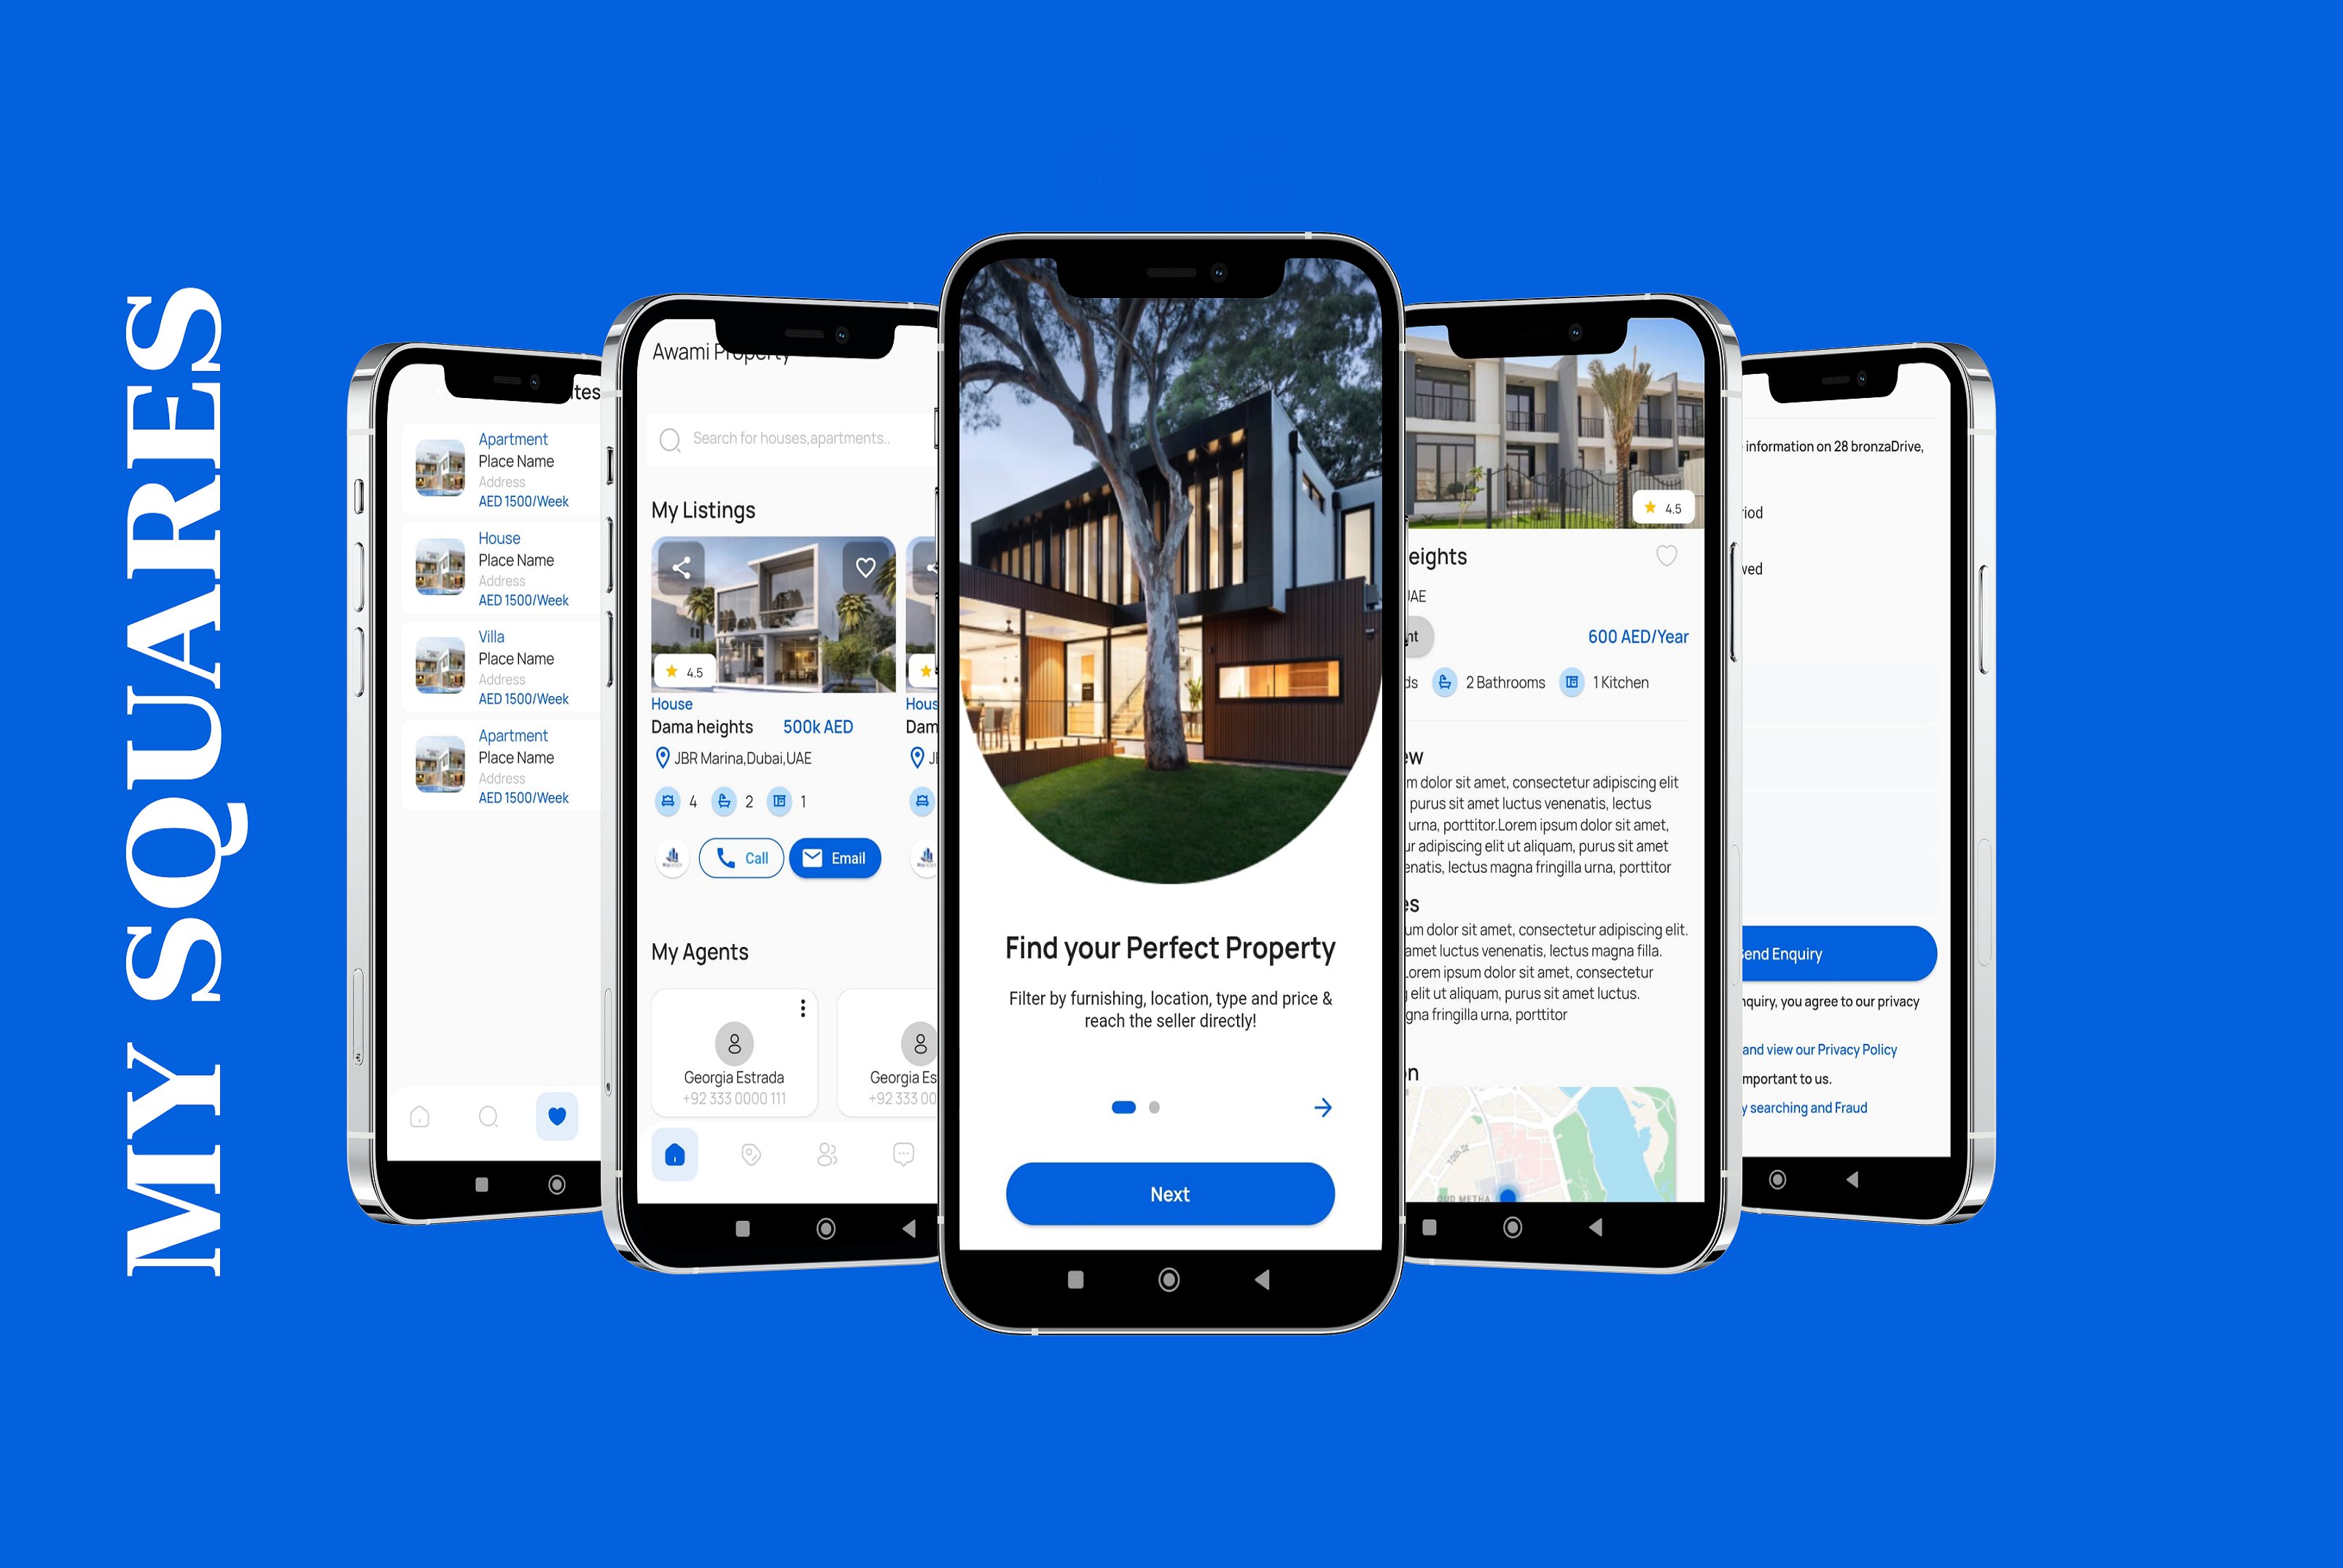 MY SQUARES
Apartment
Place Name
Address
AED 1500/Week
House
Place Name
Address
AED 1500/Week
Villa
Place Name
Address
AED 1500/Week
Apartment
Place Name
Address
AED 1500/Week
Awami Property
Search for houses,apartments..
My Listings
4.5
House
Dama heights 500k AED
JBR Marina,Dubai,UAE
4 2 1
Call Email
My Agents
Georgia Estrada
+92 333 0000 111
Georgia Es
+92 333 00
Find your Perfect Property
Filter by furnishing, location, type and price &
reach the seller directly!
Next
4.5
eights
UAE
nt 600 AED/Year
ds 2 Bathrooms 1 Kitchen
ew
m dolor sit amet, consectetur adipiscing elit
purus sit amet luctus venenatis, lectus
urna, porttitor.Lorem ipsum dolor sit amet,
ur adipiscing elit ut aliquam, purus sit amet
enatis, lectus magna fringilla urna, porttitor
es
um dolor sit amet, consectetur adipiscing elit.
amet luctus venenatis, lectus magna filla.
Lorem ipsum dolor sit amet, consectetur
elit ut aliquam, purus sit amet luctus.
gna fringilla urna, porttitor
on
10th St
OUD METHA
information on 28 bronzaDrive,
riod
wed
Send Enquiry
nquiry, you agree to our privacy
and view our Privacy Policy
mportant to us.
y searching and Fraud